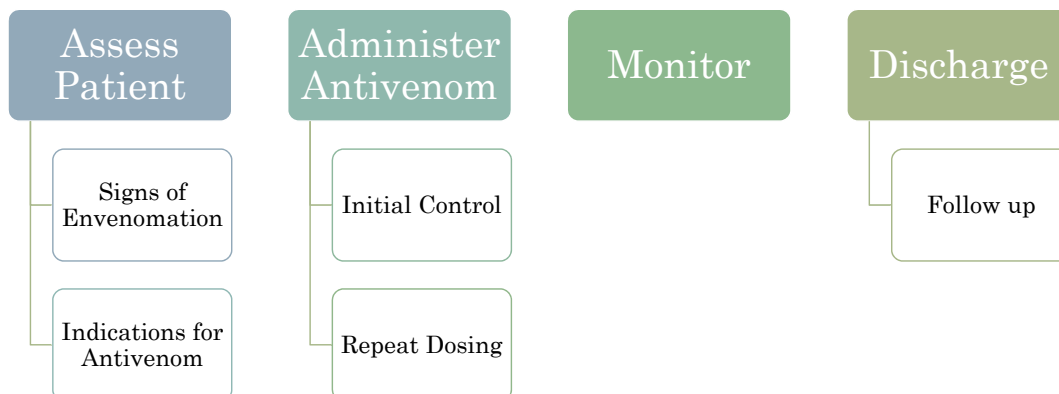 Assess
Patient
Signs of
Envenomation
Indications for
Antivenom
Administer
Antivenom
Initial Control
Repeat Dosing
Monitor
Discharge
Follow up